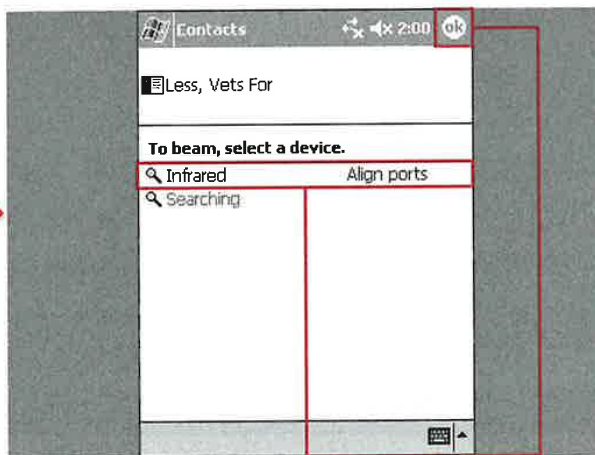 Contacts 2:00 ok
Less, Vets For
To beam, select a device.
Infrared Align ports
Searching